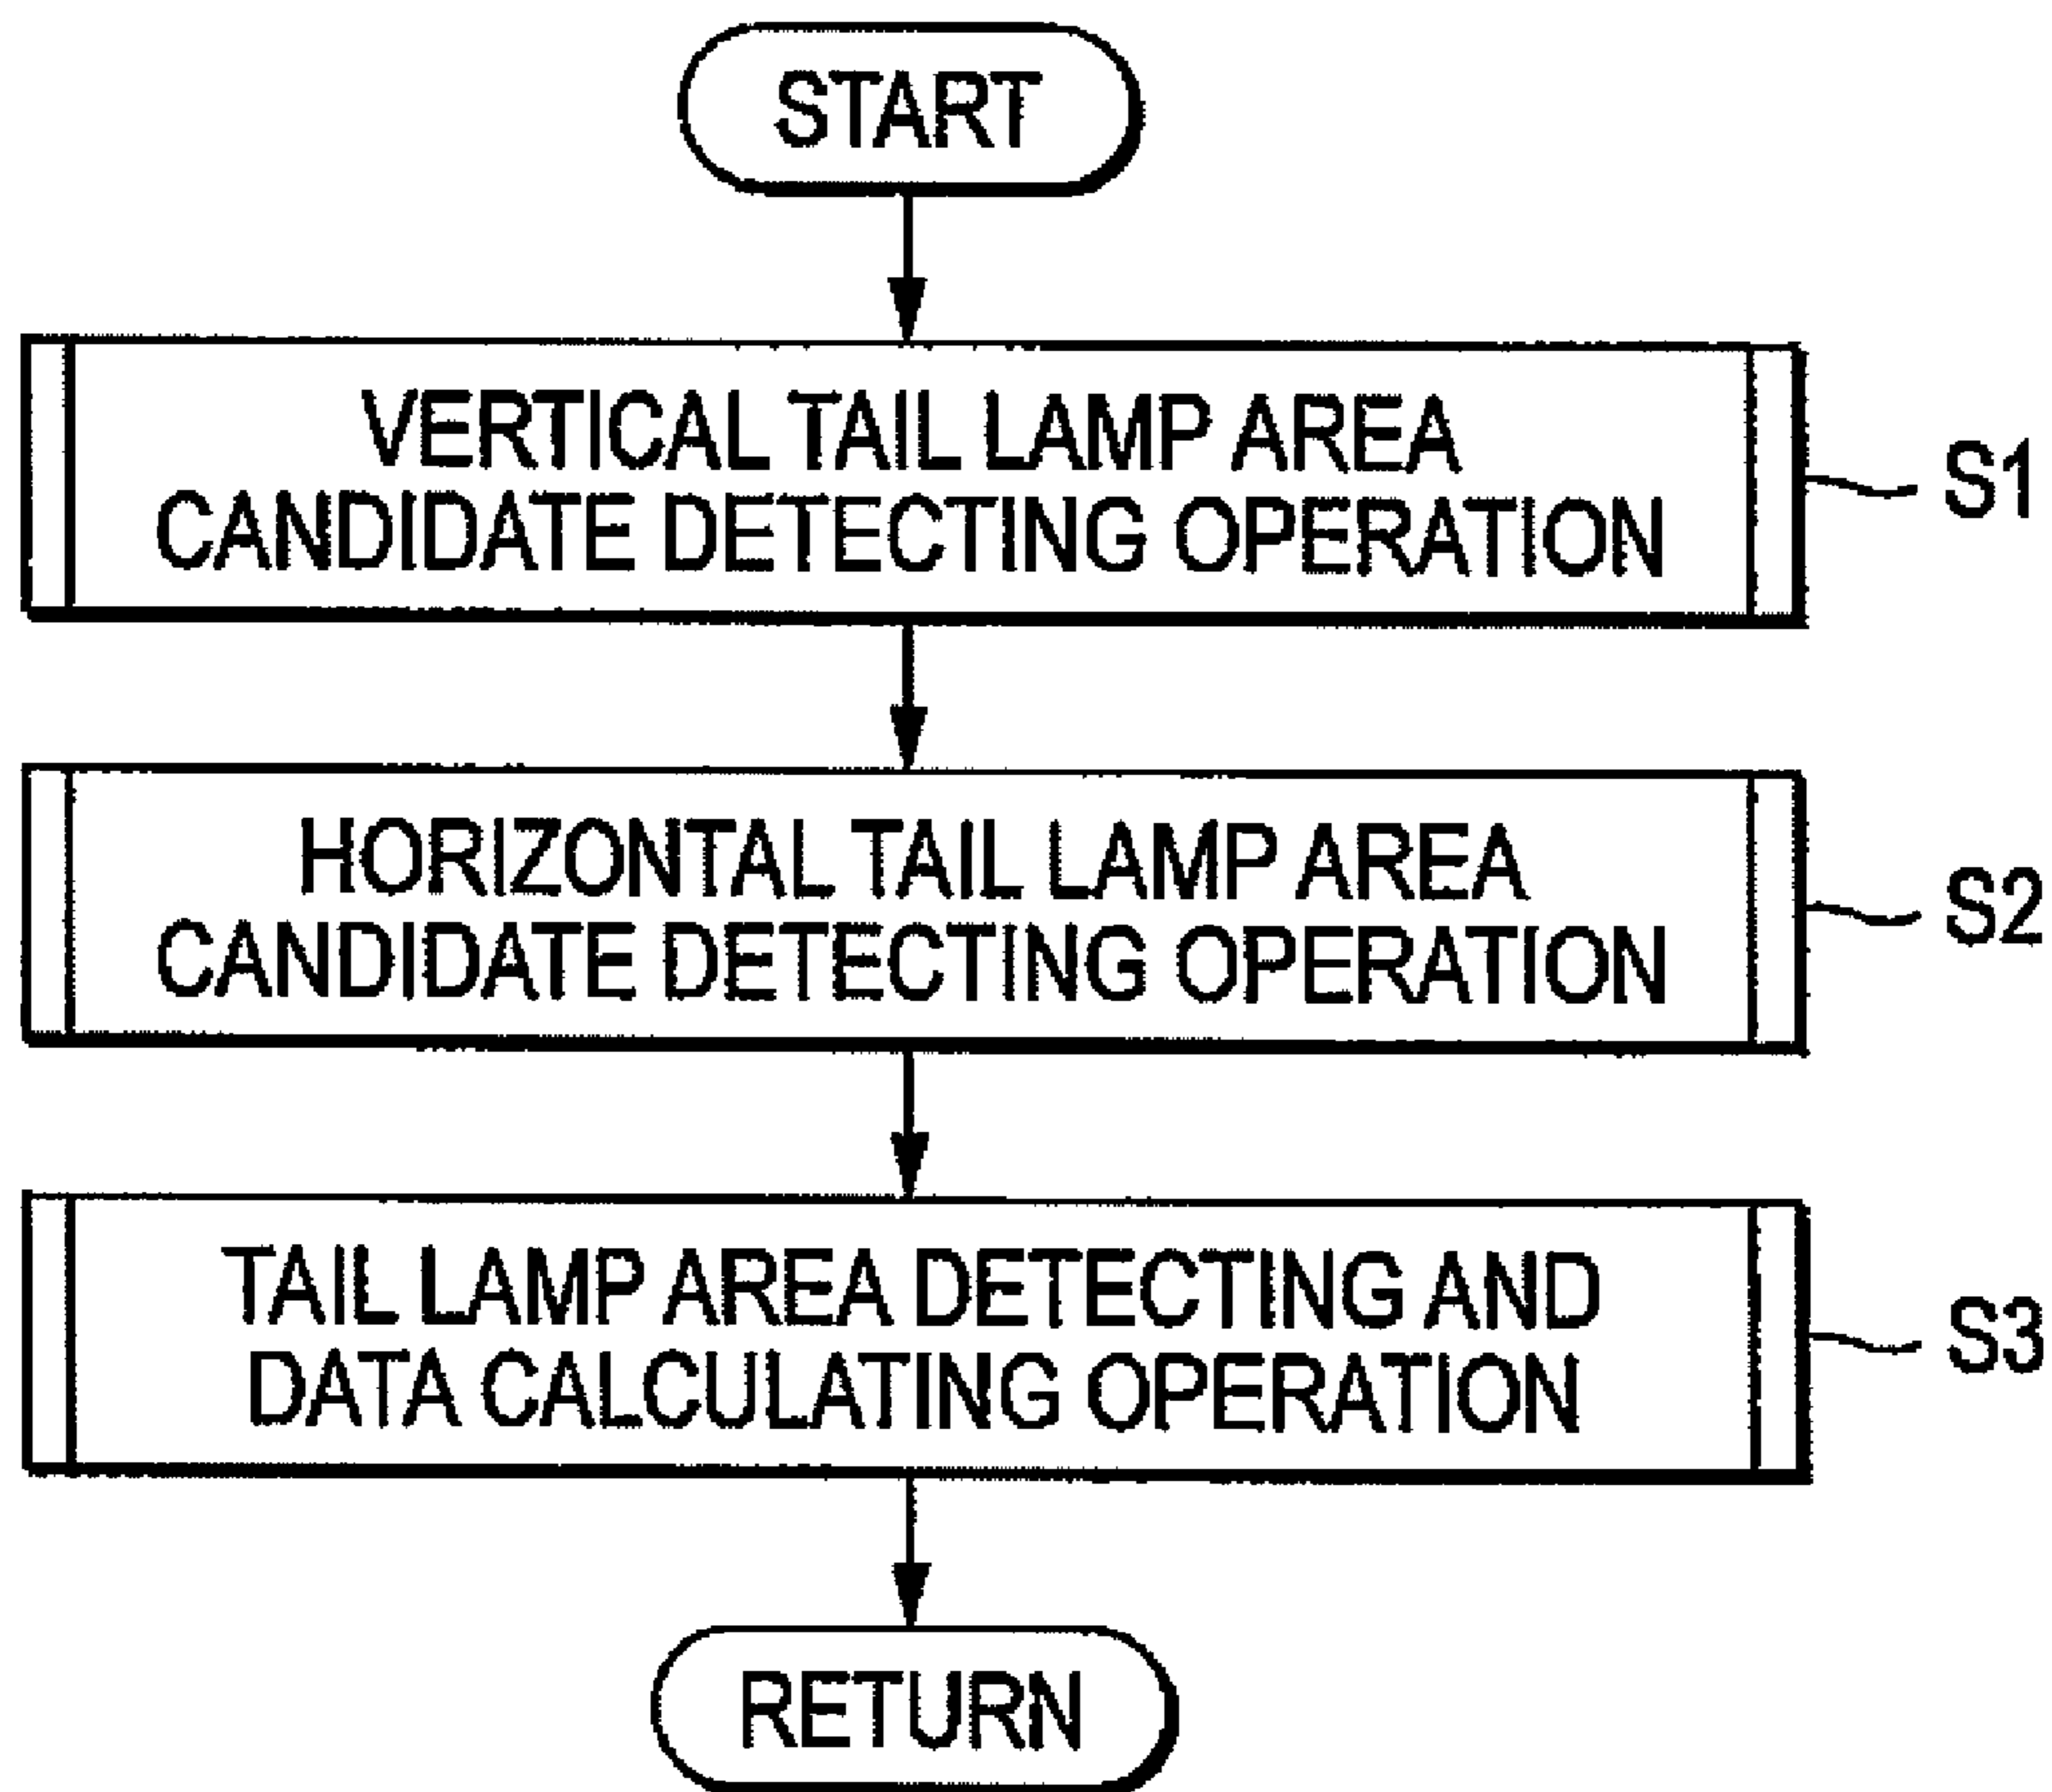 START
VERTICAL TAIL LAMP AREA
CANDIDATE DETECTING OPERATION
S1
HORIZONTAL TAIL LAMP AREA
CANDIDATE DETECTING OPERATION
S2
TAIL LAMP AREA DETECTING AND
DATA CALCULATING OPERATION
S3
RETURN